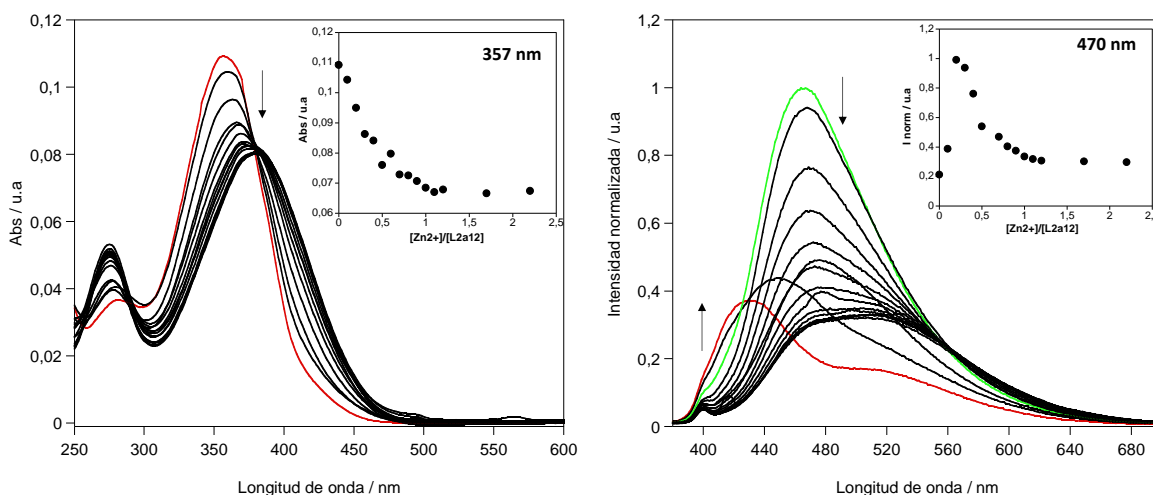 0,12
0,1
0,08
0,06
0,04
0,02
0
Abs / u.a
250 300 350 400 450 500 550 600
Longitud de onda / nm
357 nm
0,12
0,11
0,1
0,09
0,08
0,07
0,06
Abs / u.a
0 0,5 1 1,5 2 2,5
[Zn2+]/[L2a12]
1,2
1
0,8
0,6
0,4
0,2
0
Intensidad normalizada / u.a
400 440 480 520 560 600 640 680
Longitud de onda / nm
470 nm
1,2
1
0,8
0,6
0,4
0,2
0
I norm / u.a
0 0,5 1 1,5 2 2,5
[Zn2+]/[L2a12]